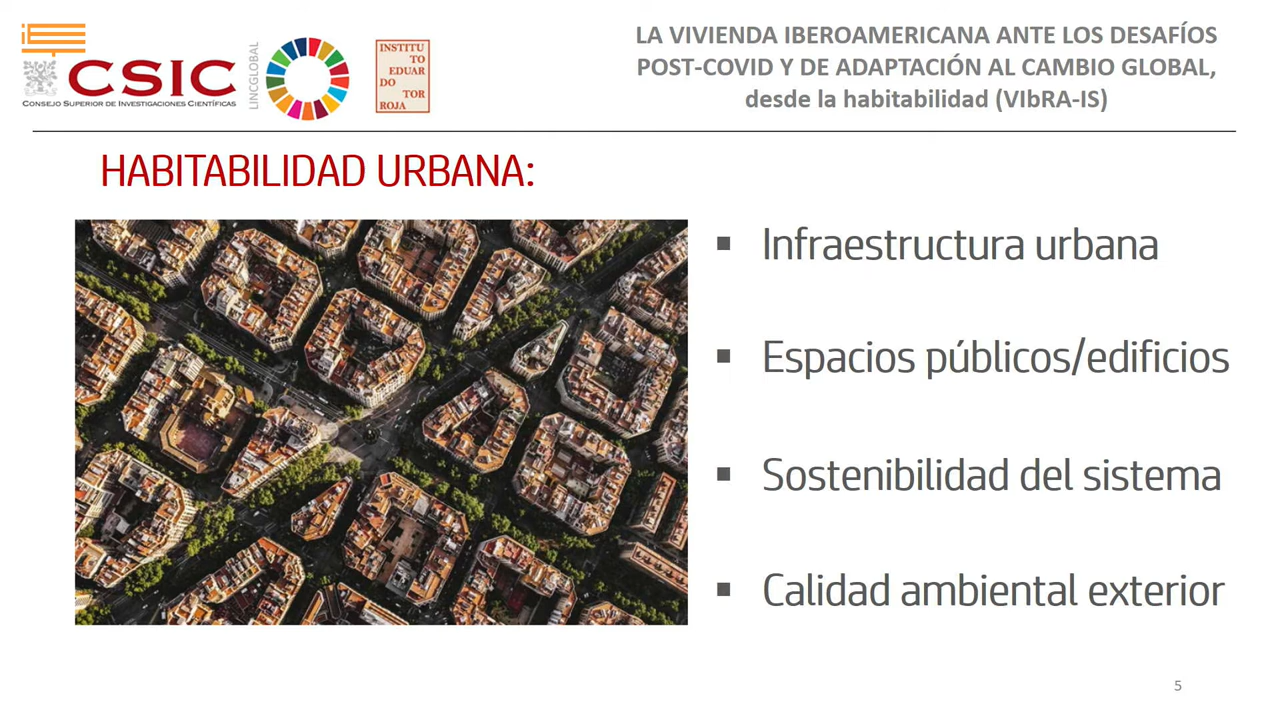 CSIC
CONSEJO SUPERIOR DE INVESTIGACIONES CIENTÍFICAS
LINCGLOBAL
INSTITU
TO
EDUAR
DO TOR
ROJA
LA VIVIENDA IBEROAMERICANA ANTE LOS DESAFÍOS
POST-COVID Y DE ADAPTACIÓN AL CAMBIO GLOBAL,
desde la habitabilidad (VIbRA-IS)
HABITABILIDAD URBANA:
▪ Infraestructura urbana
▪ Espacios públicos/edificios
▪ Sostenibilidad del sistema
▪ Calidad ambiental exterior
5